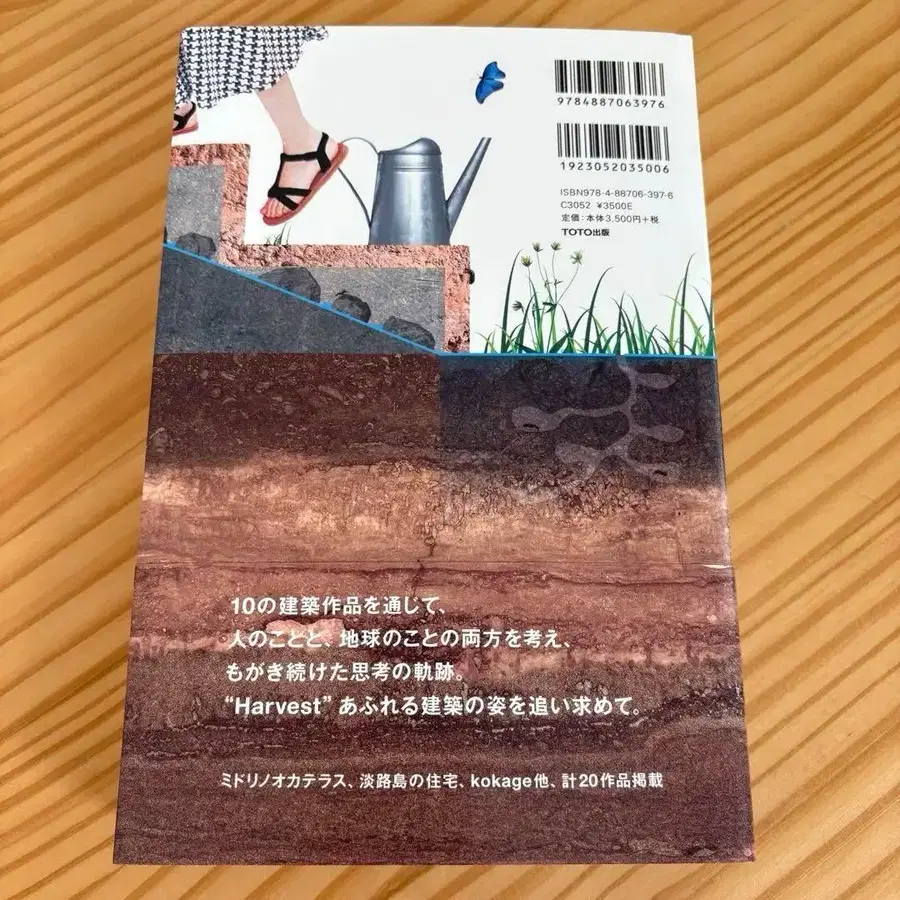 9784887063976
1923052035006
ISBN978-4-88706-397-6
C3052 ¥3500E
定価：本体3,500円+税
TOTO出版
10の建築作品を通じて、
人のことと、地球のことの両方を考え、
もがき続けた思考の軌跡。
“Harvest”あふれる建築の姿を追い求めて。
ミドリノオカテラス、淡路島の住宅、kokage他、計20作品掲載